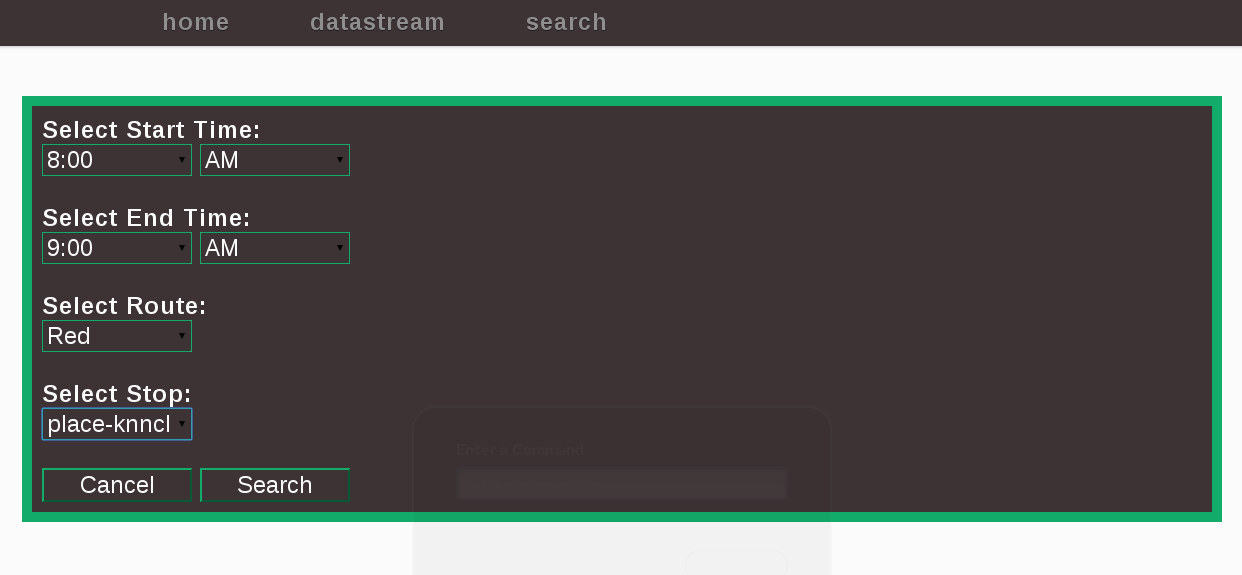 home datastream search
Select Start Time:
8:00 AM
Select End Time:
9:00 AM
Select Route:
Red
Select Stop:
place-knncl
Enter a Command
Cancel Search